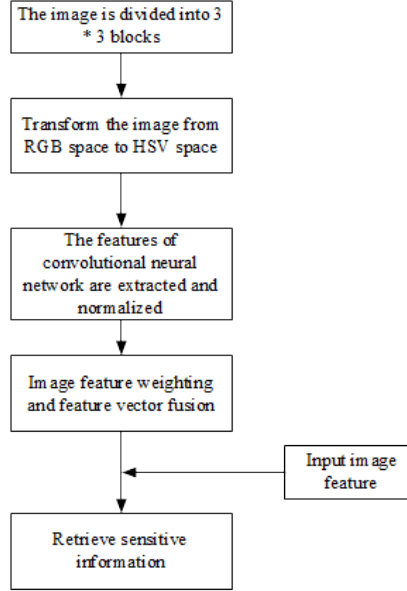 The image is divided into 3
* 3 blocks
Transform the image from
RGB space to HSV space
The features of
convolutional neural
network are extracted and
normalized
Image feature weighting
and feature vector fusion
Input image
feature
Retrieve sensitive
information